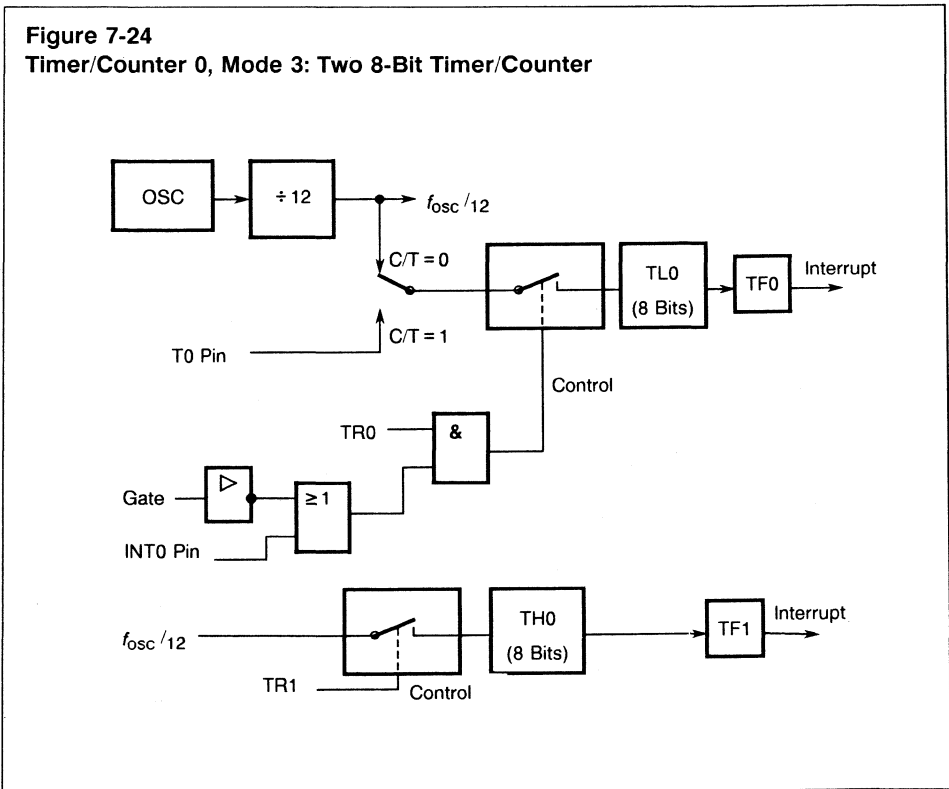 Figure 7-24
Timer/Counter 0, Mode 3: Two 8-Bit Timer/Counter
OSC
÷ 12
fosc /12
C/T = 0
C/T = 1
T0 Pin
TL0
(8 Bits)
TF0
Interrupt
Control
TR0
&
Gate
▷
≥ 1
INT0 Pin
fosc /12
TR1
Control
TH0
(8 Bits)
TF1
Interrupt